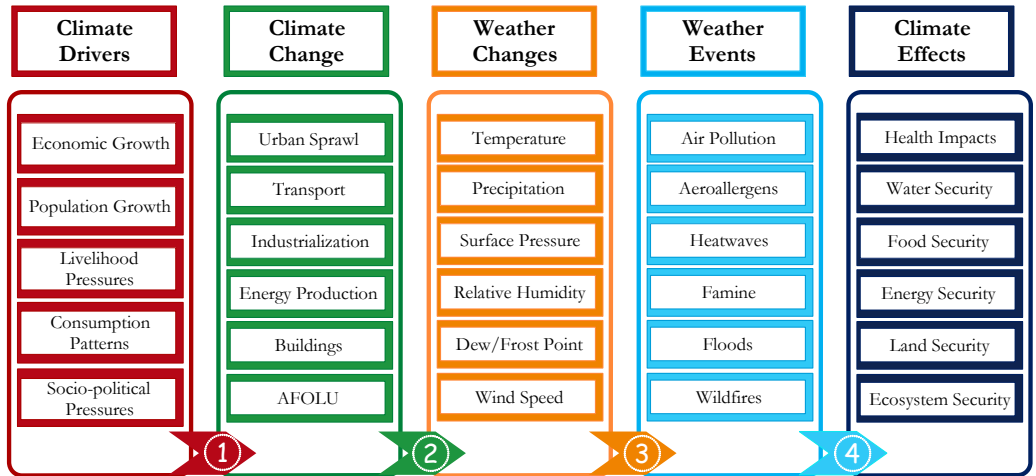 Climate
Drivers
Climate
Change
Weather
Changes
Weather
Events
Climate
Effects
Economic Growth
Population Growth
Livelihood
Pressures
Consumption
Patterns
Socio-political
Pressures
Urban Sprawl
Transport
Industrialization
Energy Production
Buildings
AFOLU
Temperature
Precipitation
Surface Pressure
Relative Humidity
Dew/Frost Point
Wind Speed
Air Pollution
Aeroallergens
Heatwaves
Famine
Floods
Wildfires
Health Impacts
Water Security
Food Security
Energy Security
Land Security
Ecosystem Security
1
2
3
4